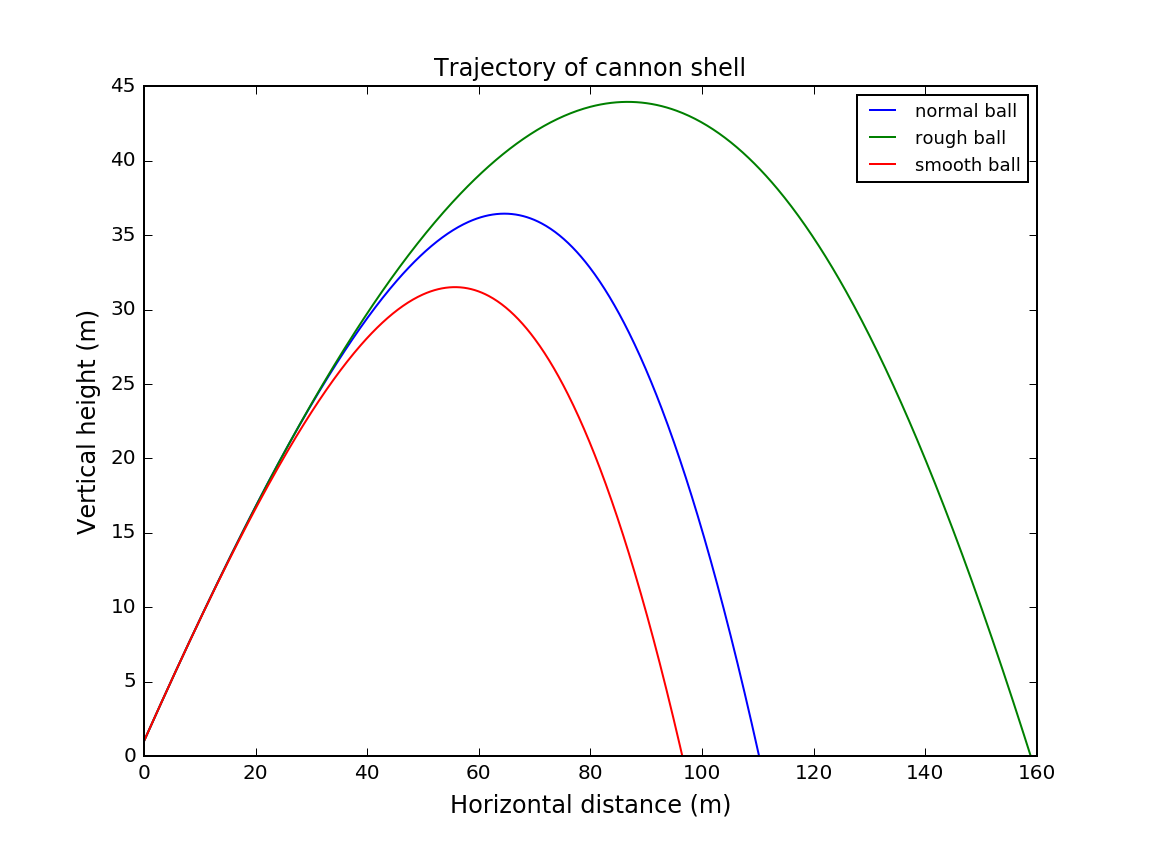 Trajectory of cannon shell
normal ball
rough ball
smooth ball
45
40
35
30
25
20
15
10
5
0
Vertical height (m)
0 20 40 60 80 100 120 140 160
Horizontal distance (m)